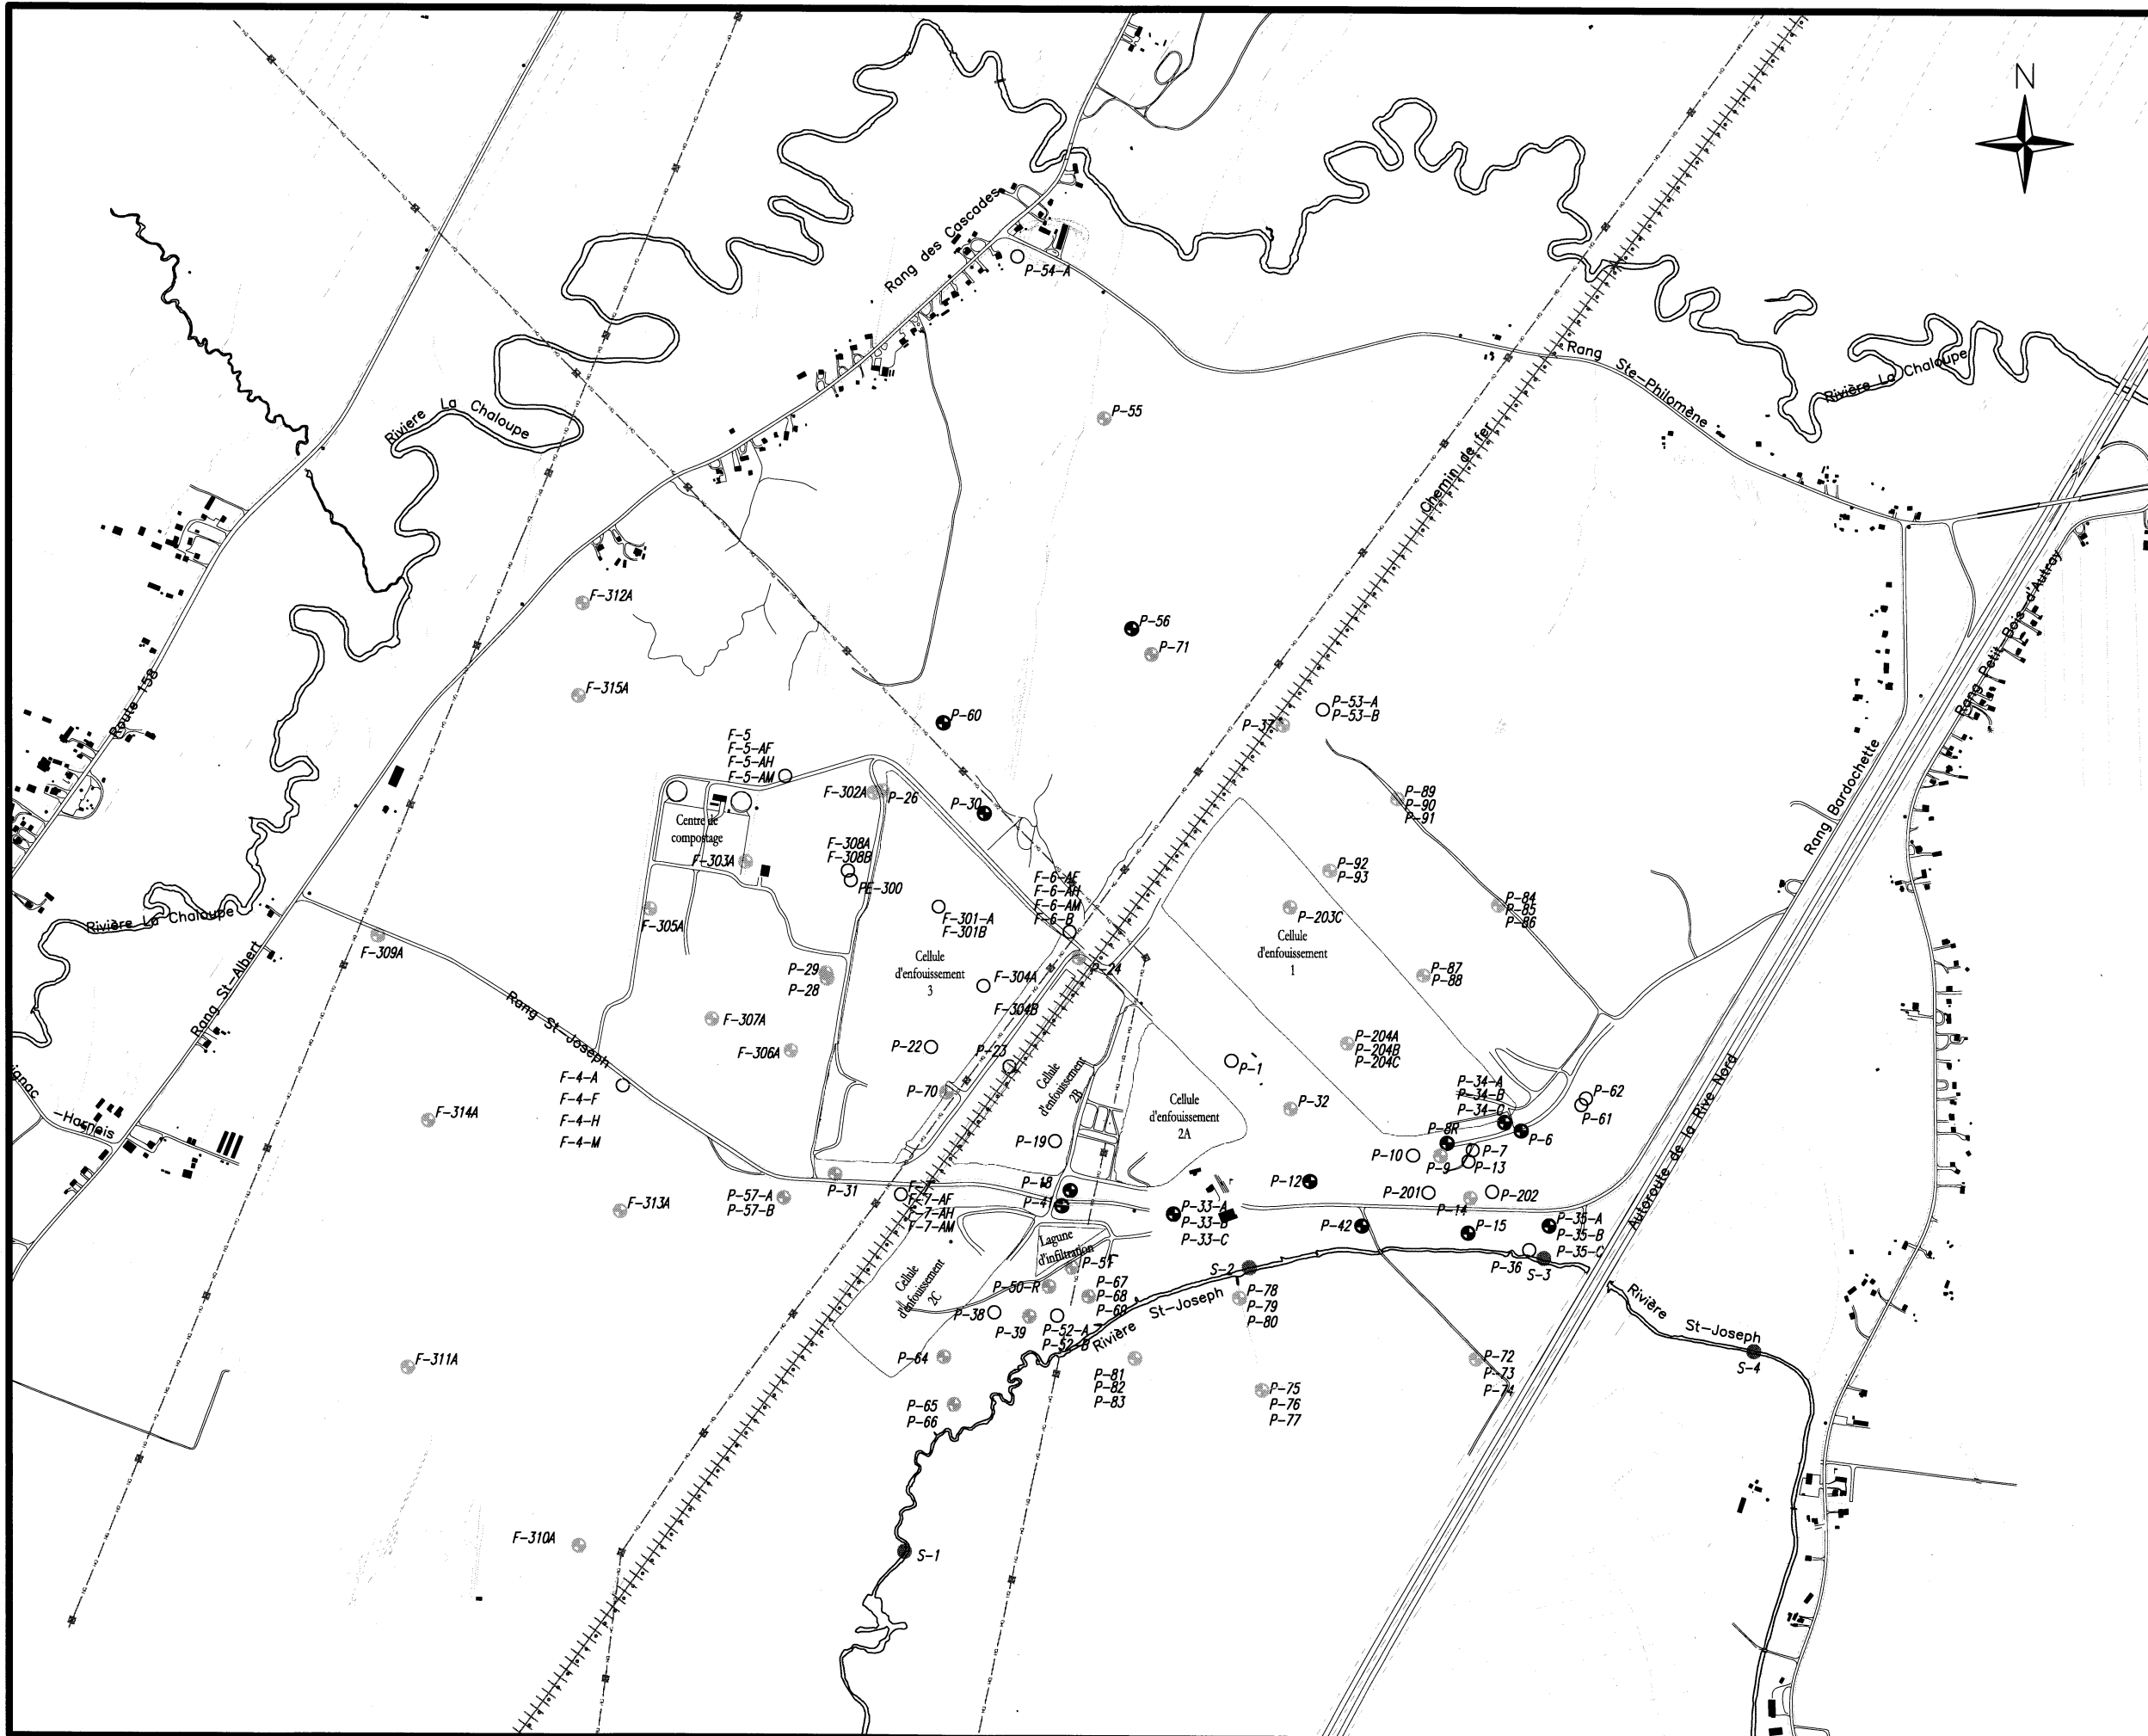 N
Rang des Cascades
P-54-A
Rang Ste-Philomène
Rivière La Chaloupe
Riviere La Chaloupe
P-55
Chemin de fer
Rang Petit Bois d'Autray
F-312A
P-56
P-71
F-315A
Route 158
P-60
P-53-A
P-53-B
P-37
F-5
F-5-AF
F-5-AH
F-5-AM
F-302A
P-26
P-30
P-89
P-90
P-91
Rang Bardochette
Centre de
compostage
F-303A
F-308A
F-308B
PE-300
F-6-AF
F-6-AH
F-6-AM
F-6-B
P-92
P-93
P-84
P-85
P-86
Rivière La Chaloupe
F-305A
F-301-A
F-301B
P-203C
Cellule
d'enfouissement
1
F-309A
Rang St-Albert
Cellule
d'enfouissement
3
P-24
P-29
P-28
F-304A
F-304B
P-87
P-88
Rang St Joseph
F-307A
F-306A
P-22
P-23
P-204A
P-204B
P-204C
P-1
Cellule
d'enfouissement
2B
Autoroute de la Rive Nord
F-4-A
F-4-F
F-4-H
F-4-M
P-70
P-32
P-34-A
P-34-B
P-34-C
P-62
P-61
-Harnois
F-314A
Cellule
d'enfouissement
2A
P-19
P-8R
P-6
P-10
P-9
P-7
P-13
P-31
P-18
P-41
P-12
P-201
P-202
P-14
F-313A
P-57-A
P-57-B
F-7-AF
F-7-AH
F-7-AM
P-33-A
P-33-B
P-33-C
P-42
P-15
P-35-A
P-35-B
P-35-C
P-36
S-3
Lagune
d'infiltration
P-51
S-2
Cellule
d'enfouissement
2C
P-50-R
P-67
P-68
P-69
P-78
P-79
P-80
P-38
P-39
P-52-A
P-52-B
Rivière St-Joseph
Rivière St-Joseph
S-4
P-64
F-311A
P-81
P-82
P-83
P-72
P-73
P-74
P-75
P-76
P-77
P-65
P-66
F-310A
S-1